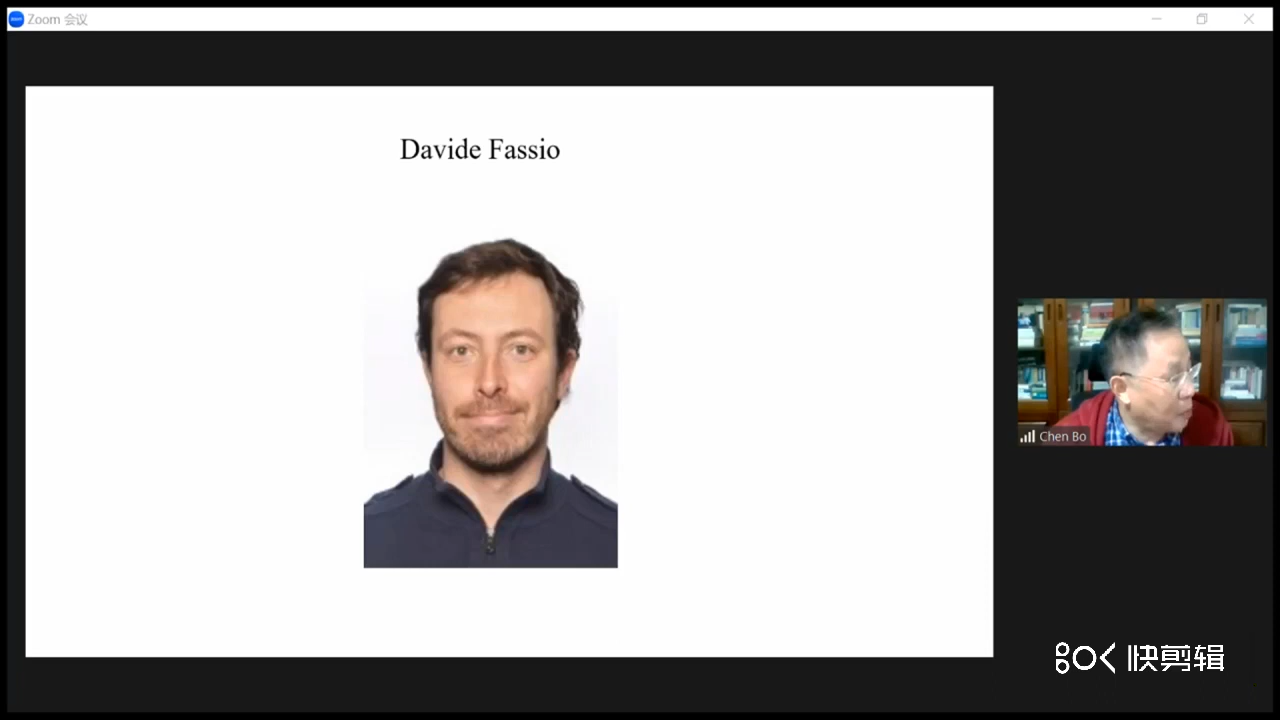 Zoom 会议
Davide Fassio
Chen Bo
快剪辑